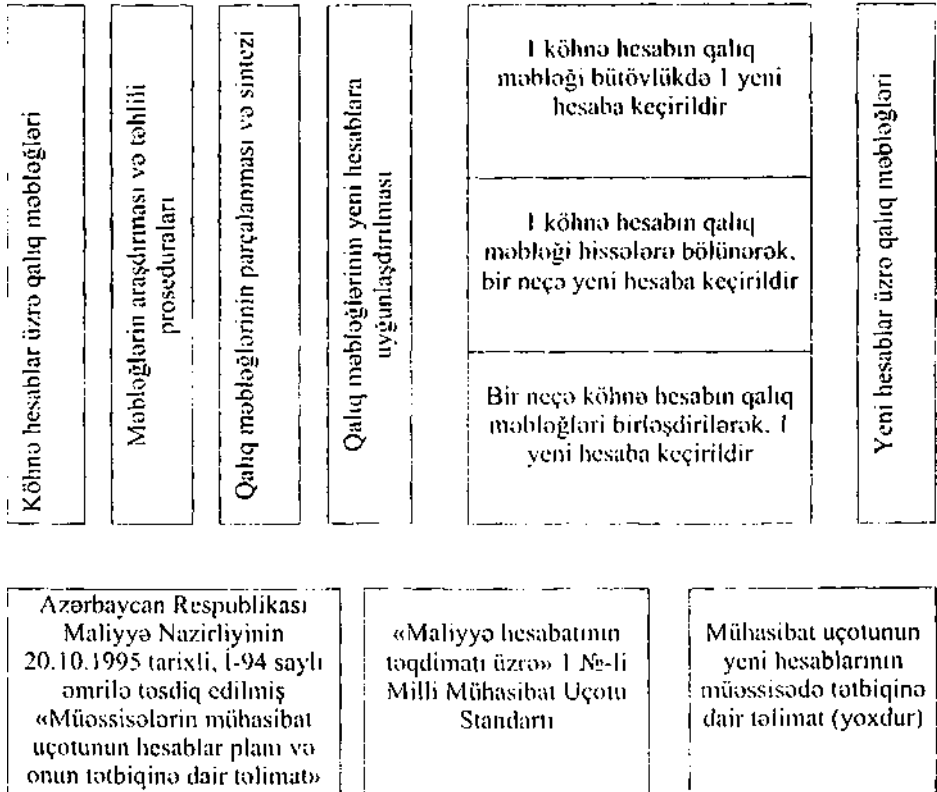 Köhnə hesablar üzrə qalıq məbləğləri
Məbləğlərin araşdırması və təhlili
proseduraları
Qalıq məbləğlərinin parçalanması və sintezi
Qalıq məbləğlərinin yeni hesablara
uyğunlaşdırılması
1 köhnə hesabın qalıq
məbləği bütövlükdə 1 yeni
hesaba keçirildir
1 köhnə hesabın qalıq
məbləği hissələrə bölünərək,
bir neçə yeni hesaba keçirildir
Bir neçə köhnə hesabın qalıq
məbləğləri birləşdirilərək, 1
yeni hesaba keçirildir
Yeni hesablar üzrə qalıq məbləğləri
Azərbaycan Respublikası
Maliyyə Nazirliyinin
20.10.1995 tarixli, İ-94 saylı
əmrilə təsdiq edilmiş
«Müəssisələrin mühasibat
uçotunun hesablar planı və
onun tətbiqinə dair təlimat»
«Maliyyə hesabatının
təqdimatı üzrə» 1 №-li
Milli Mühasibat Uçotu
Standartı
Mühasibat uçotunun
yeni hesablarının
müəssisədə tətbiqinə
dair təlimat (yoxdur)